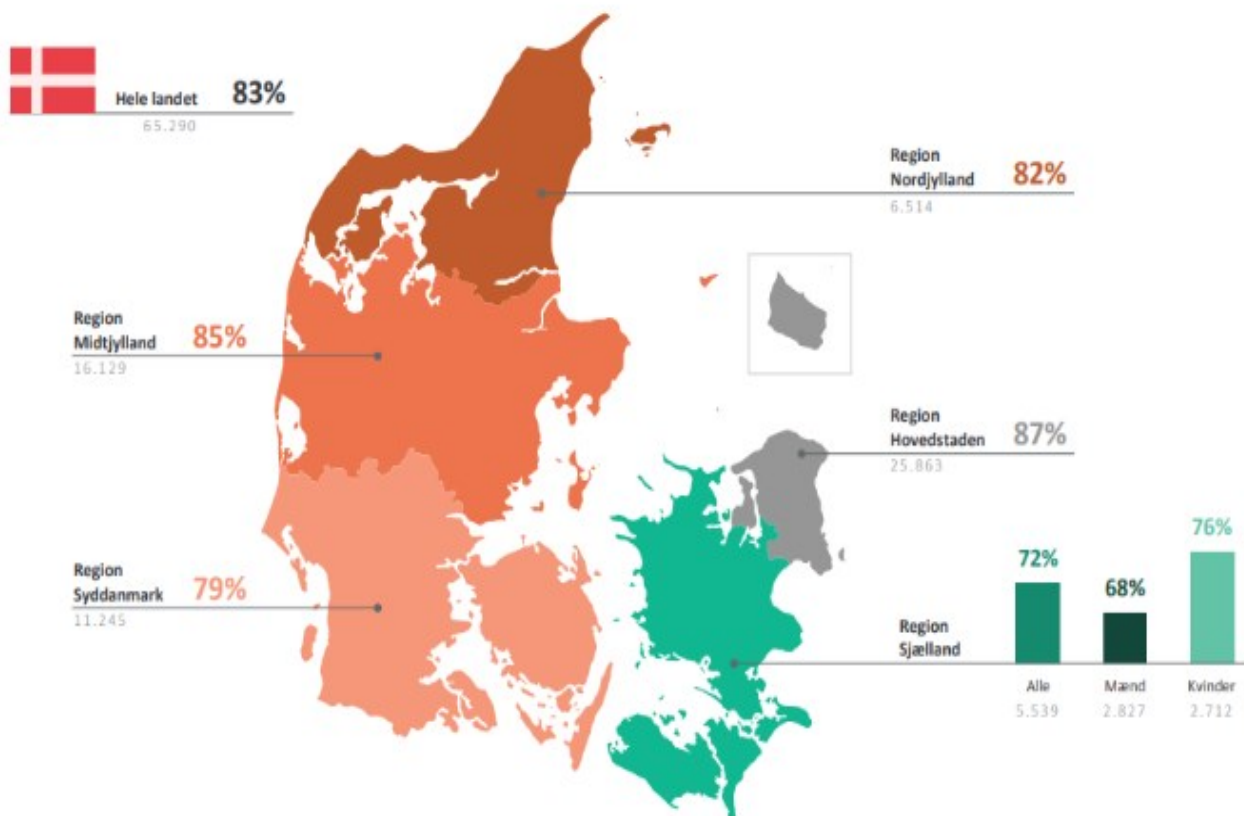 Hele landet 83%
65.290
Region
Nordjylland 82%
6.514
Region
Midtjylland 85%
16.129
Region
Hovedstaden 87%
25.863
Region
Syddanmark 79%
11.245
Region
Sjælland
72% 68% 76%
Alle Mænd Kvinder
5.539 2.827 2.712